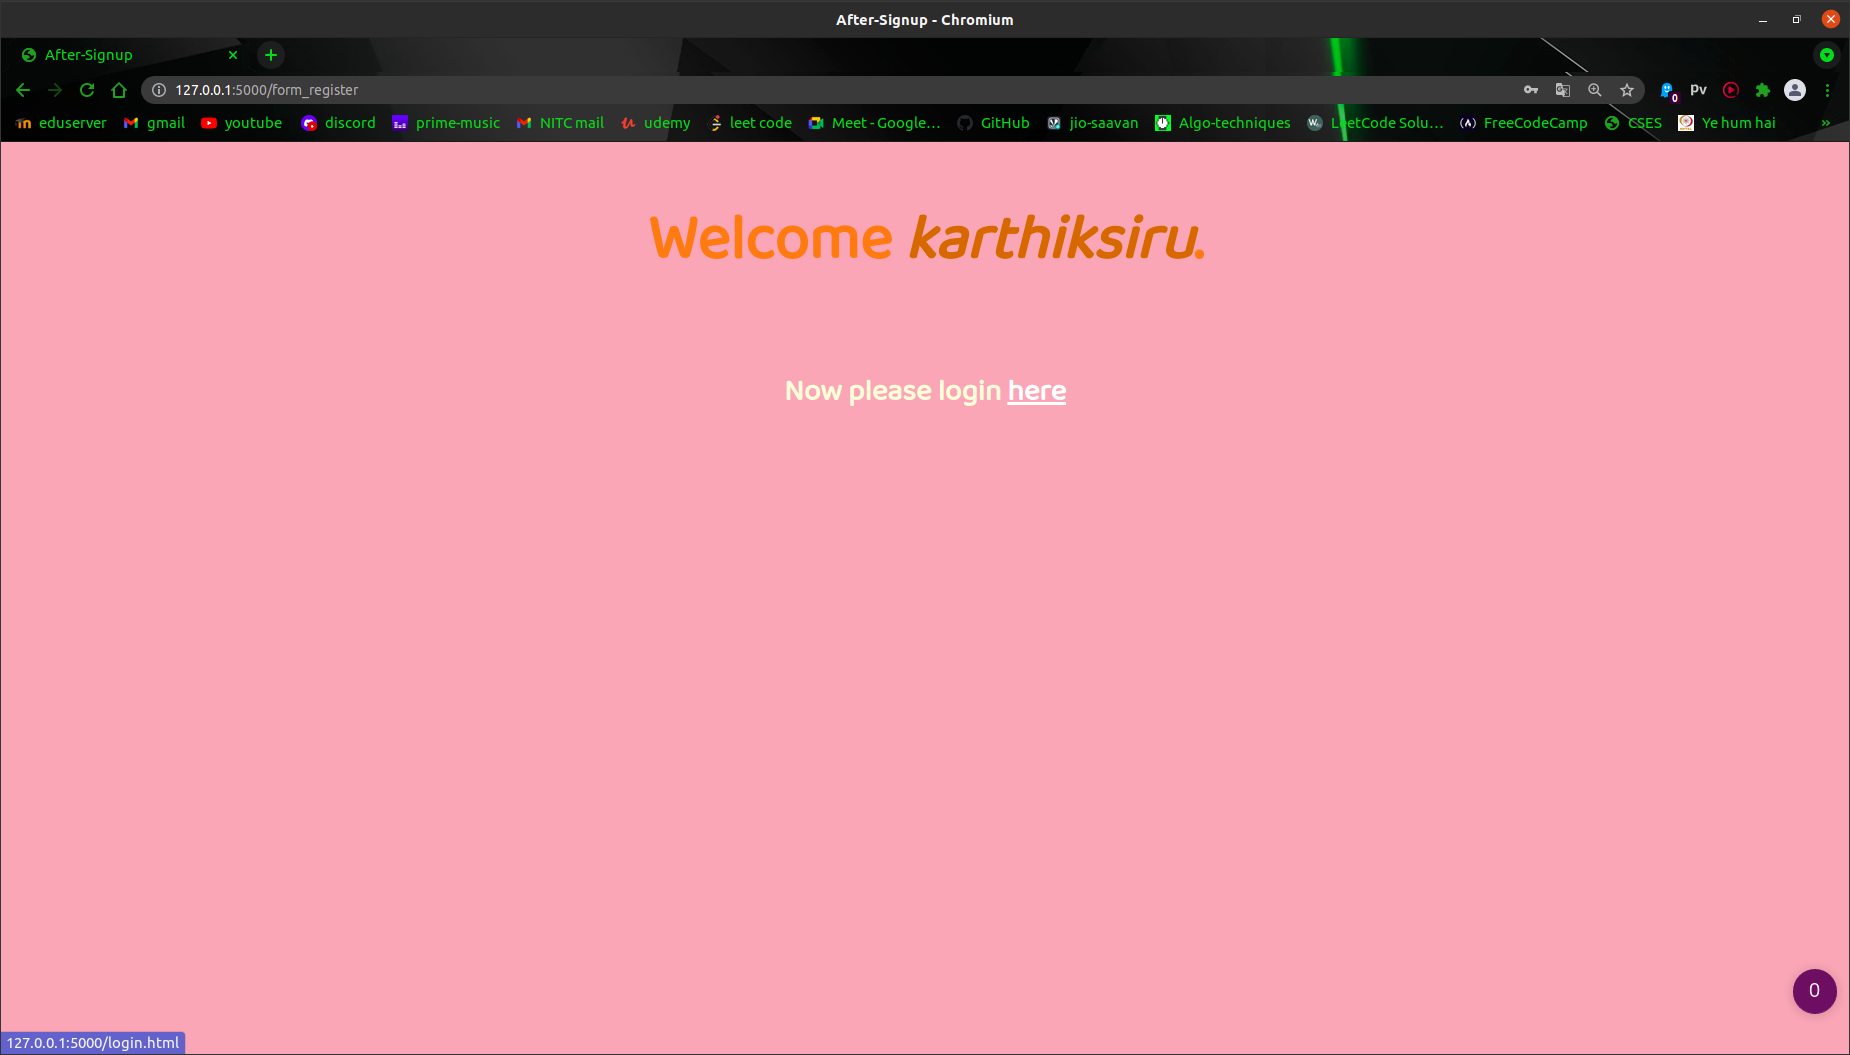 After-Signup - Chromium
After-Signup
127.0.0.1:5000/form_register
PV
0
eduserver gmail youtube discord prime-music NITC mail udemy leet code Meet - Google… GitHub jio-saavan Algo-techniques LeetCode Solu… FreeCodeCamp CSES Ye hum hai »
Welcome karthiksiru.
Now please login here
0
127.0.0.1:5000/login.html